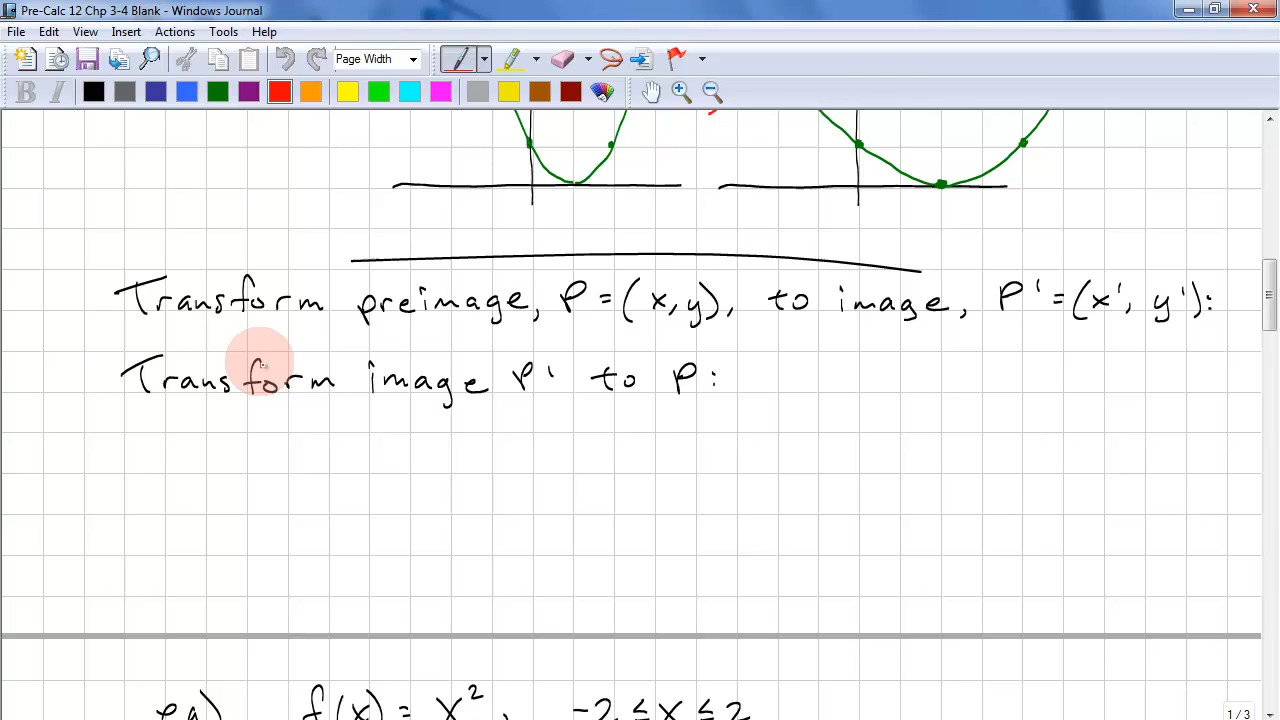 Pre-Calc 12 Chp 3-4 Blank - Windows Journal
File Edit View Insert Actions Tools Help
Page Width
B I
Transform preimage, P = (x, y), to image, P' = (x', y'):
Transform image P' to P:
eg) f(x) = x², -2 ≤ x ≤ 2
1/3